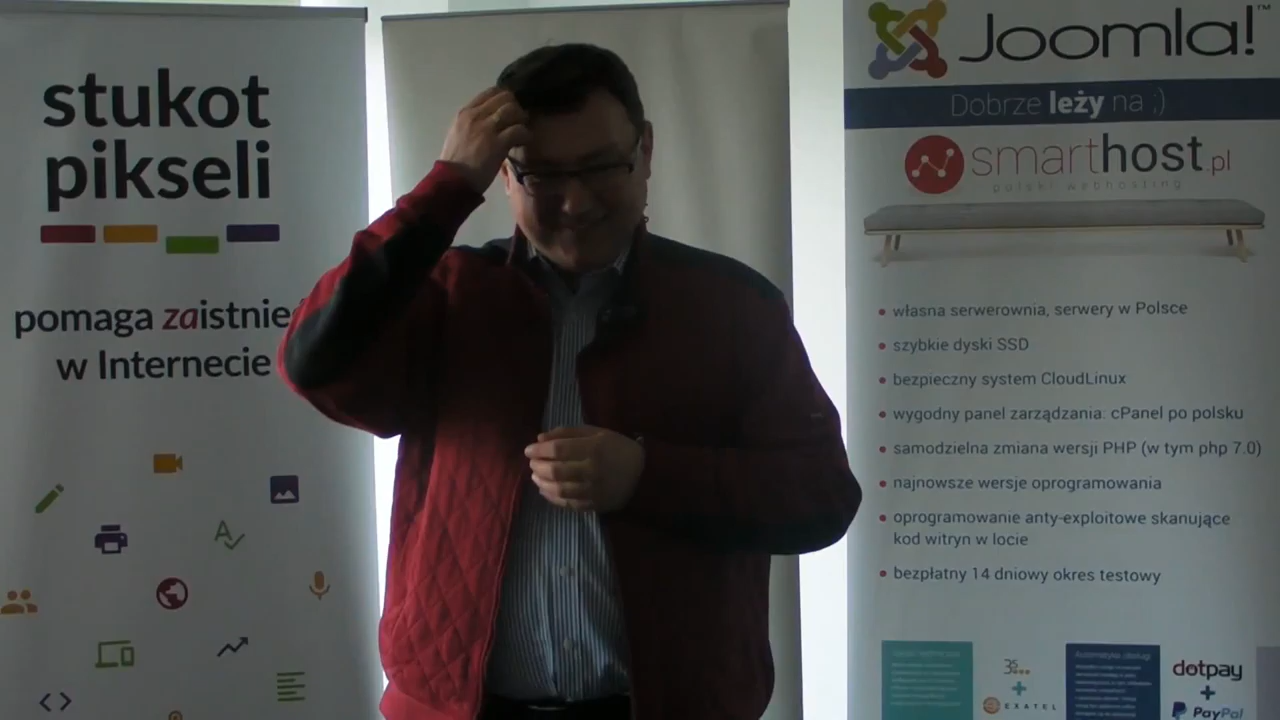 stukot
pikseli
pomaga zaistnie
w Internecie
Joomla!™
Dobrze leży na ;)
smarthost.pl
polski webhosting
własna serwerownia, serwery w Polsce
szybkie dyski SSD
bezpieczny system CloudLinux
wygodny panel zarządzania: cPanel po polsku
samodzielna zmiana wersji PHP (w tym php 7.0)
najnowsze wersje oprogramowania
oprogramowanie anty-exploitowe skanujące
kod witryn w locie
bezpłatny 14 dniowy okres testowy
EXATEL
dotpay
+
PayPal